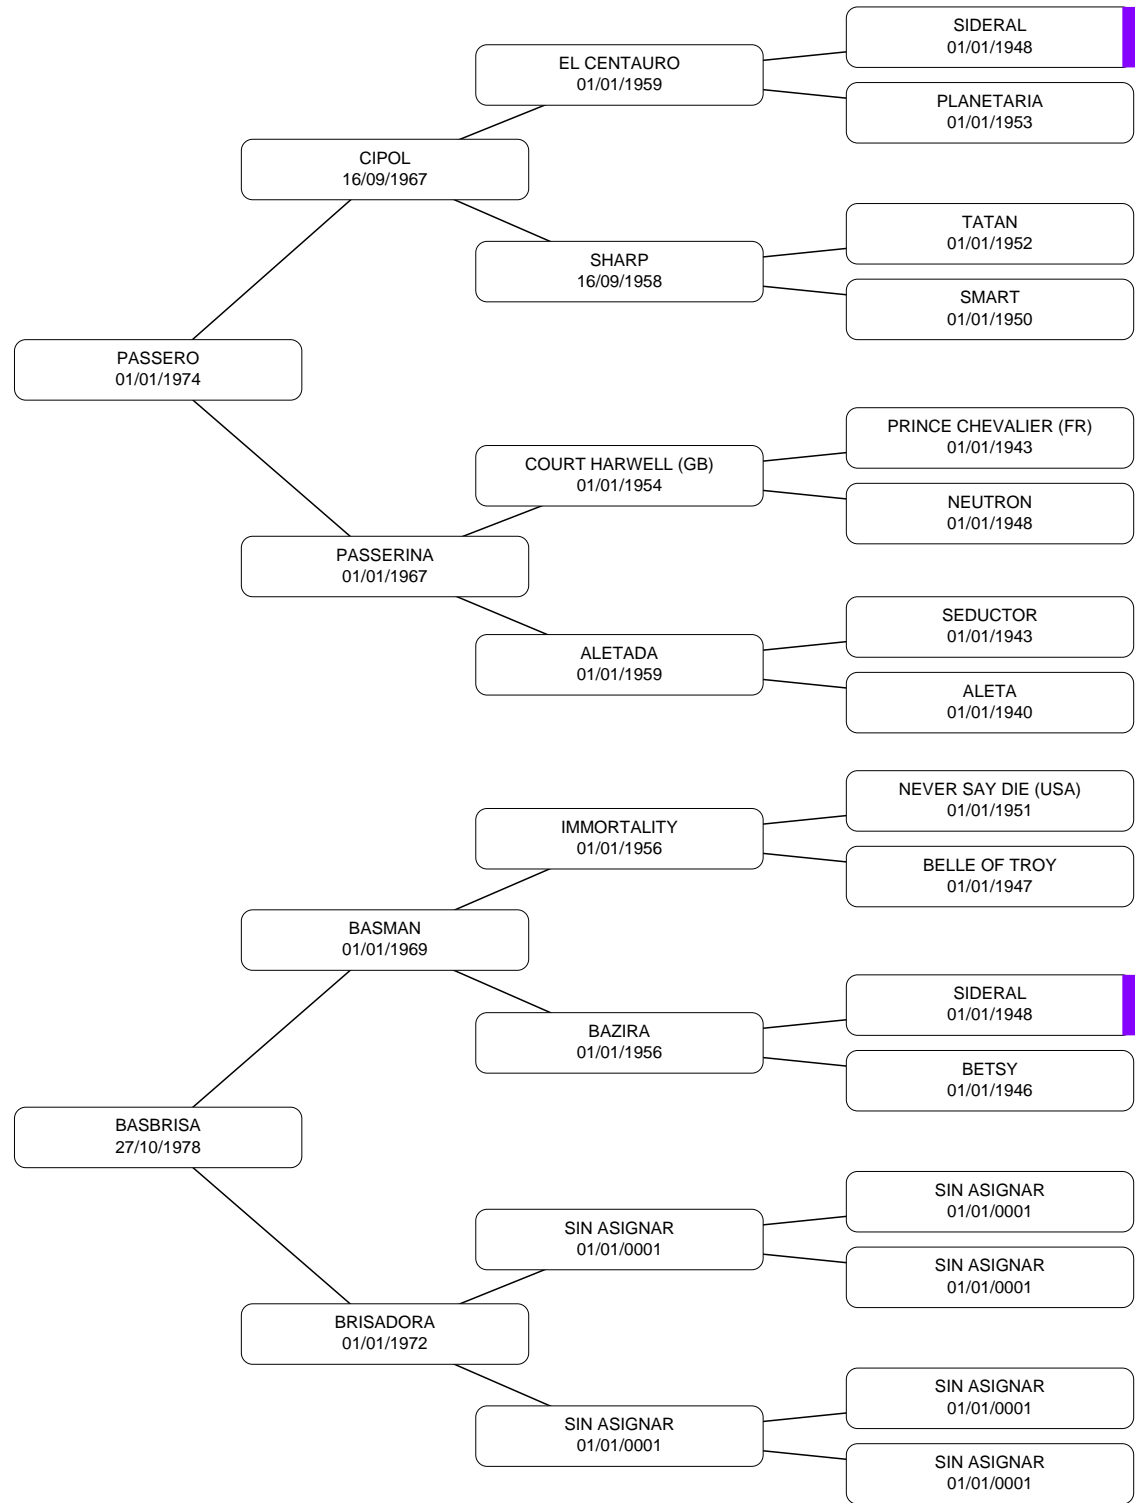 SIDERAL
01/01/1948
EL CENTAURO
01/01/1959
PLANETARIA
01/01/1953
CIPOL
16/09/1967
TATAN
01/01/1952
SHARP
16/09/1958
SMART
01/01/1950
PASSERO
01/01/1974
PRINCE CHEVALIER (FR)
01/01/1943
COURT HARWELL (GB)
01/01/1954
NEUTRON
01/01/1948
PASSERINA
01/01/1967
SEDUCTOR
01/01/1943
ALETADA
01/01/1959
ALETA
01/01/1940
NEVER SAY DIE (USA)
01/01/1951
IMMORTALITY
01/01/1956
BELLE OF TROY
01/01/1947
BASMAN
01/01/1969
SIDERAL
01/01/1948
BAZIRA
01/01/1956
BETSY
01/01/1946
BASBRISA
27/10/1978
SIN ASIGNAR
01/01/0001
SIN ASIGNAR
01/01/0001
SIN ASIGNAR
01/01/0001
BRISADORA
01/01/1972
SIN ASIGNAR
01/01/0001
SIN ASIGNAR
01/01/0001
SIN ASIGNAR
01/01/0001